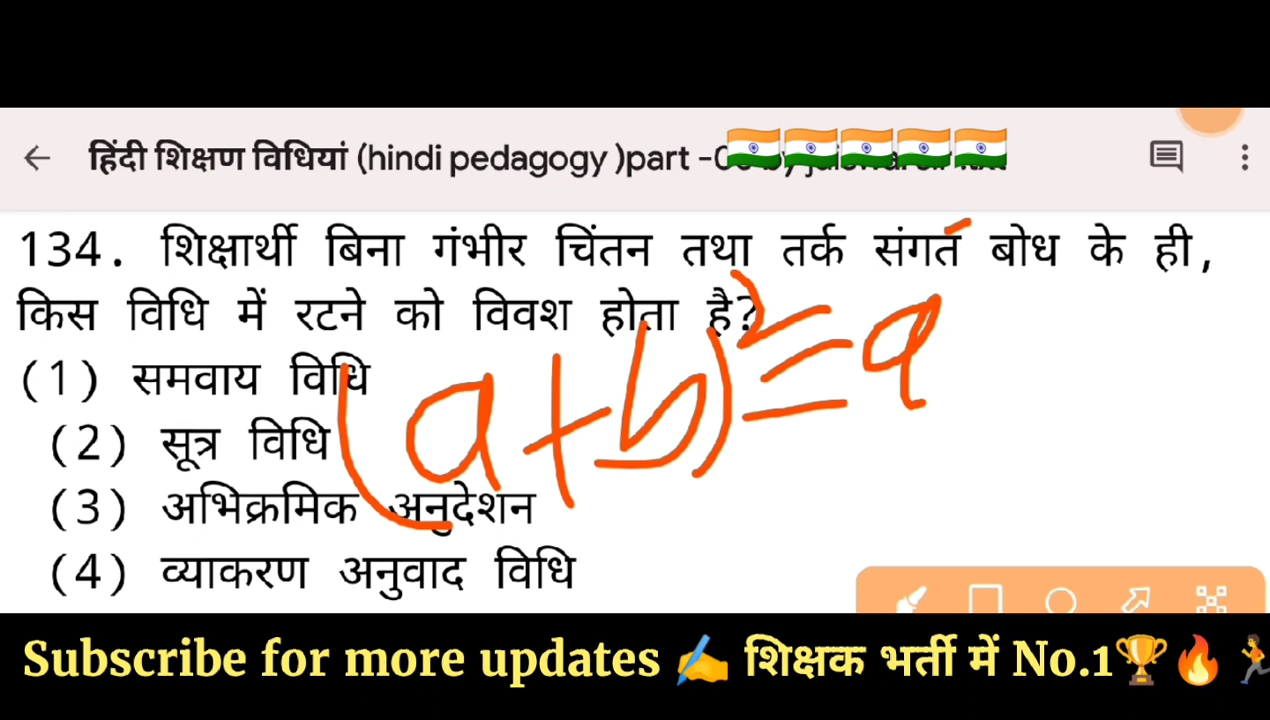 हिंदी शिक्षण विधियां (hindi pedagogy )part
134. शिक्षार्थी बिना गंभीर चिंतन तथा तर्क संगत बोध के ही,
किस विधि में रटने को विवश होता है?
(1) समवाय विधि
(2) सूत्र विधि
(3) अभिक्रमिक अनुदेशन
(4) व्याकरण अनुवाद विधि
(a+b)²=a
Subscribe for more updates ✍️ शिक्षक भर्ती में No.1🏆🔥🏃